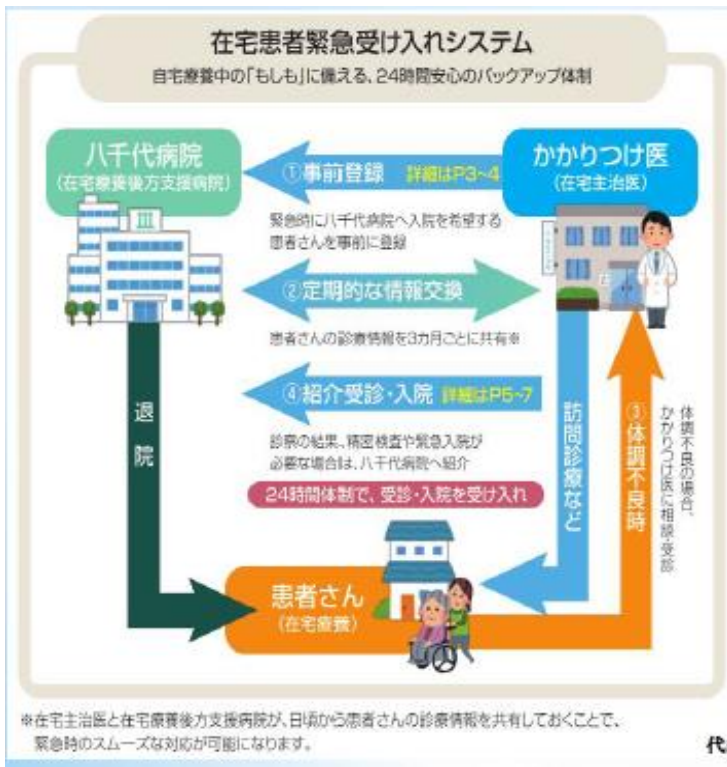 在宅患者緊急受け入れシステム
自宅療養中の「もしも」に備える、24時間安心のバックアップ体制
八千代病院
(在宅療養後方支援病院)
①事前登録 詳細はP3~4
かかりつけ医
(在宅主治医)
緊急時に八千代病院へ入院を希望する
患者さんを事前に登録
②定期的な情報交換
患者さんの診療情報を3カ月ごとに共有※
④紹介受診・入院 詳細はP5~7
診察の結果、精密検査や緊急入院が
必要な場合は、八千代病院へ紹介
24時間体制で、受診・入院を受け入れ
退院
訪問診療など
③体調不良時
体調不良の場合、
かかりつけ医に相談・受診
患者さん
(在宅療養)
※在宅主治医と在宅療養後方支援病院が、日頃から患者さんの診療情報を共有しておくことで、
緊急時のスムーズな対応が可能になります。
代